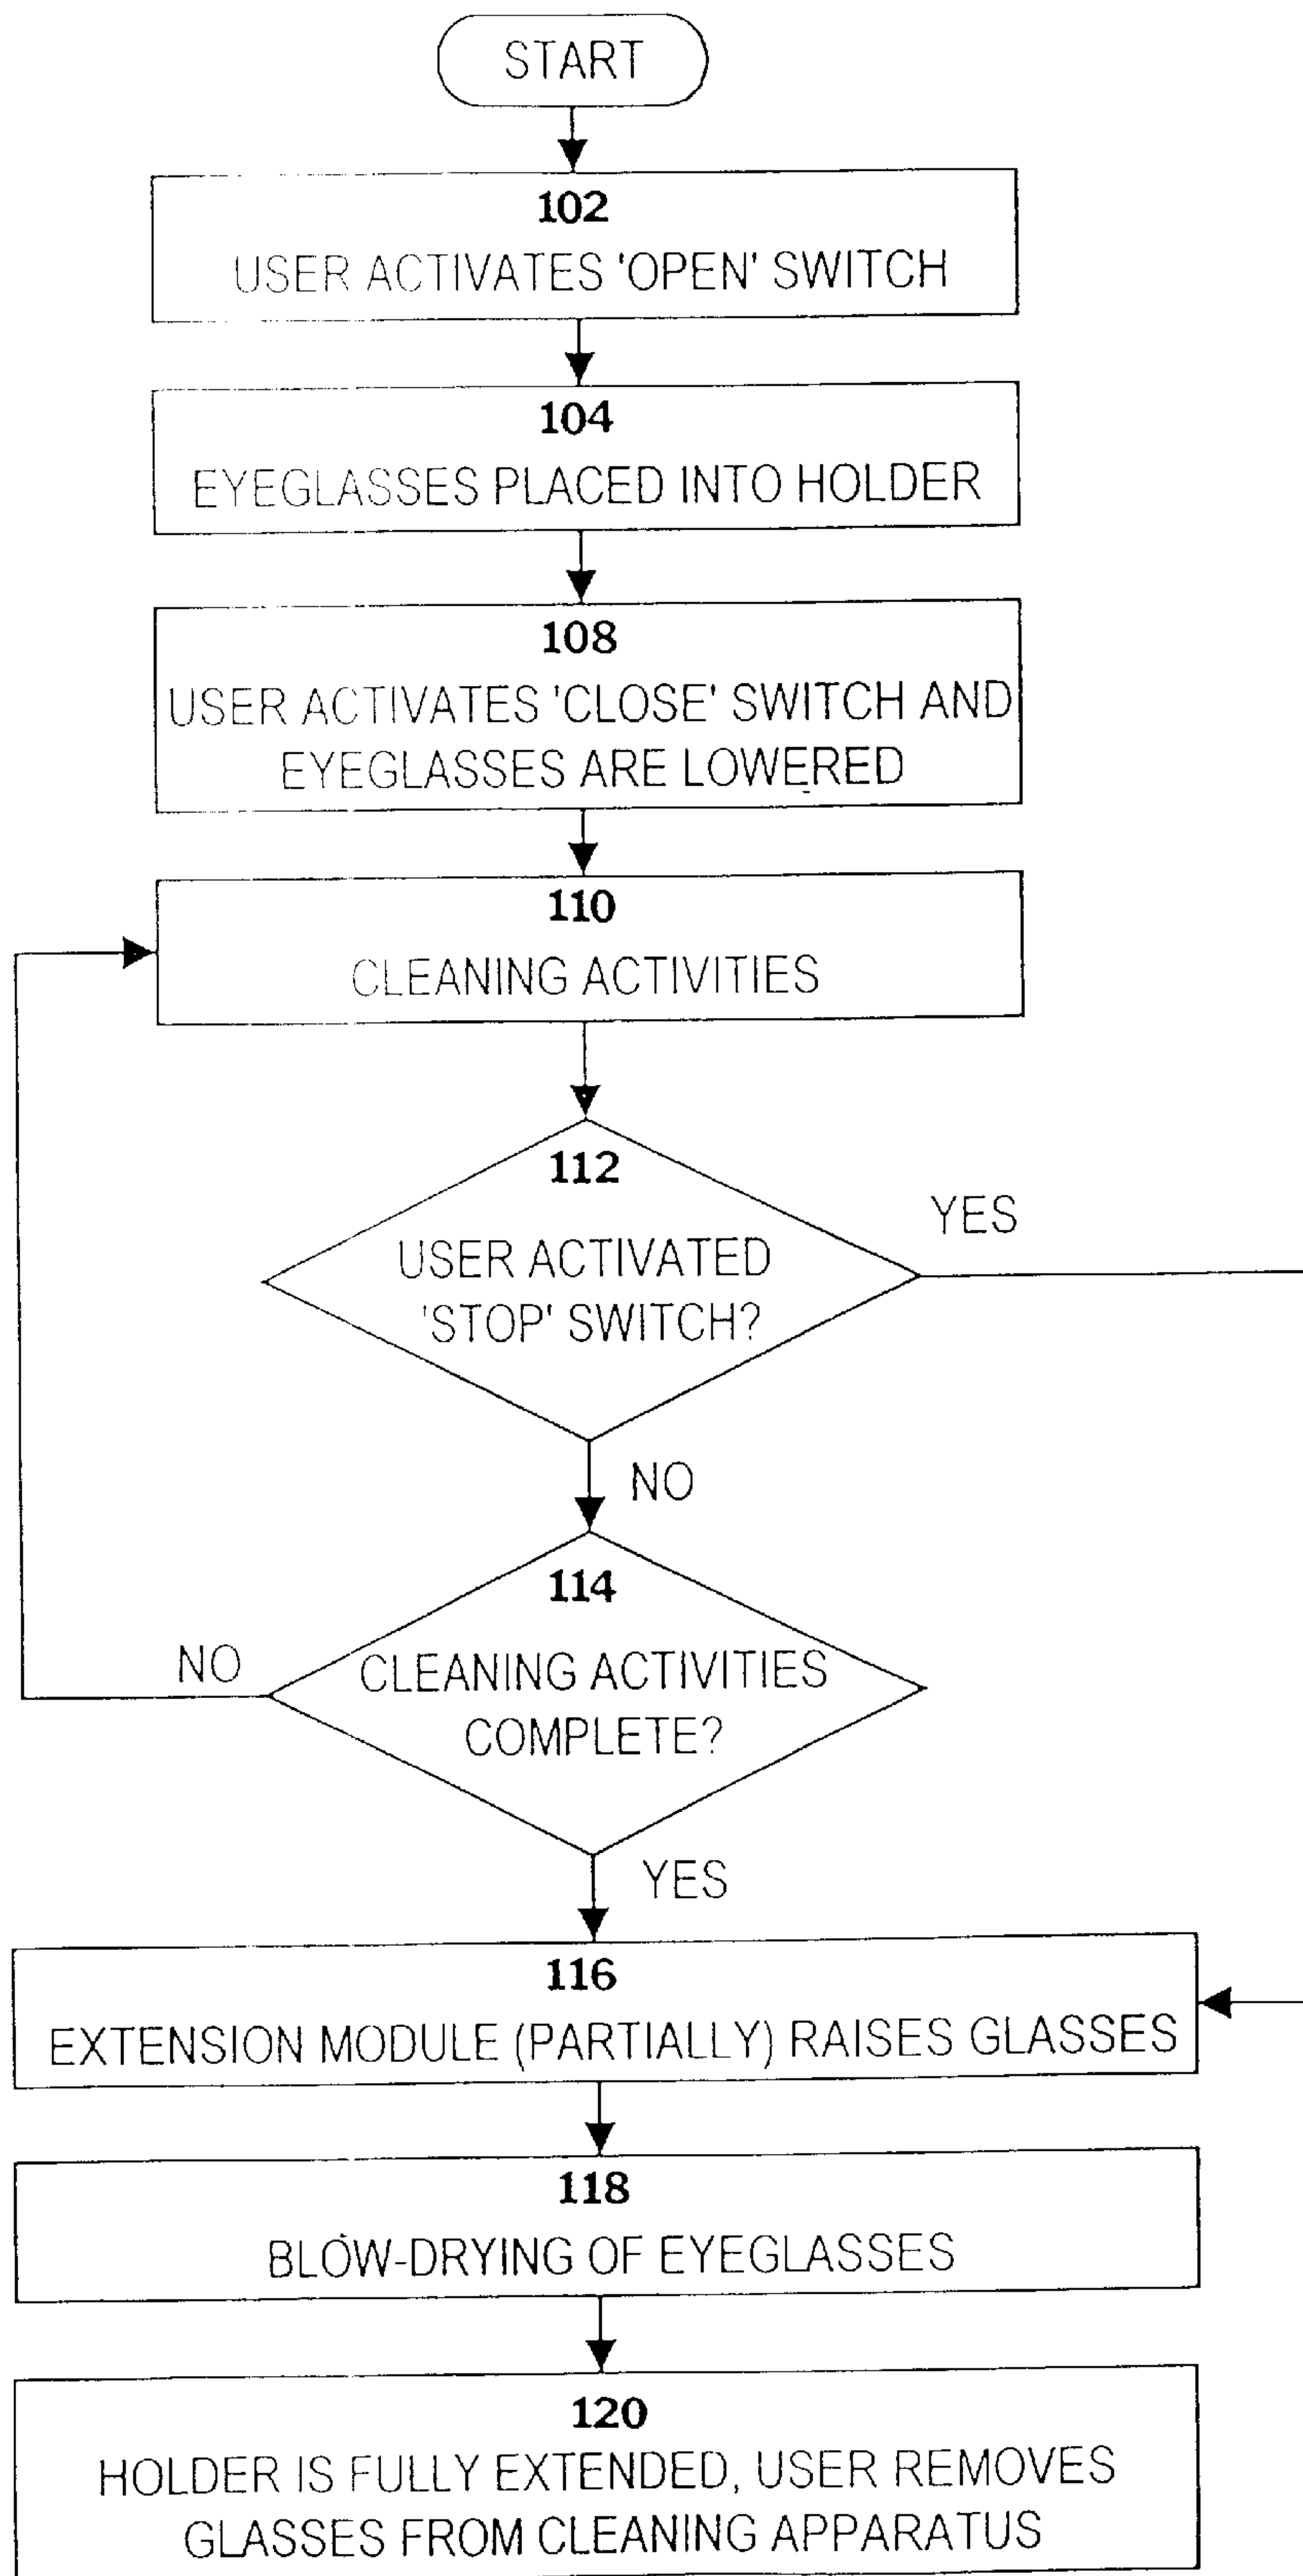 START
102
USER ACTIVATES 'OPEN' SWITCH
104
EYEGLASSES PLACED INTO HOLDER
108
USER ACTIVATES 'CLOSE' SWITCH AND
EYEGLASSES ARE LOWERED
110
CLEANING ACTIVITIES
112
USER ACTIVATED
'STOP' SWITCH?
YES
NO
114
CLEANING ACTIVITIES
COMPLETE?
NO
YES
116
EXTENSION MODULE (PARTIALLY) RAISES GLASSES
118
BLOW-DRYING OF EYEGLASSES
120
HOLDER IS FULLY EXTENDED, USER REMOVES
GLASSES FROM CLEANING APPARATUS